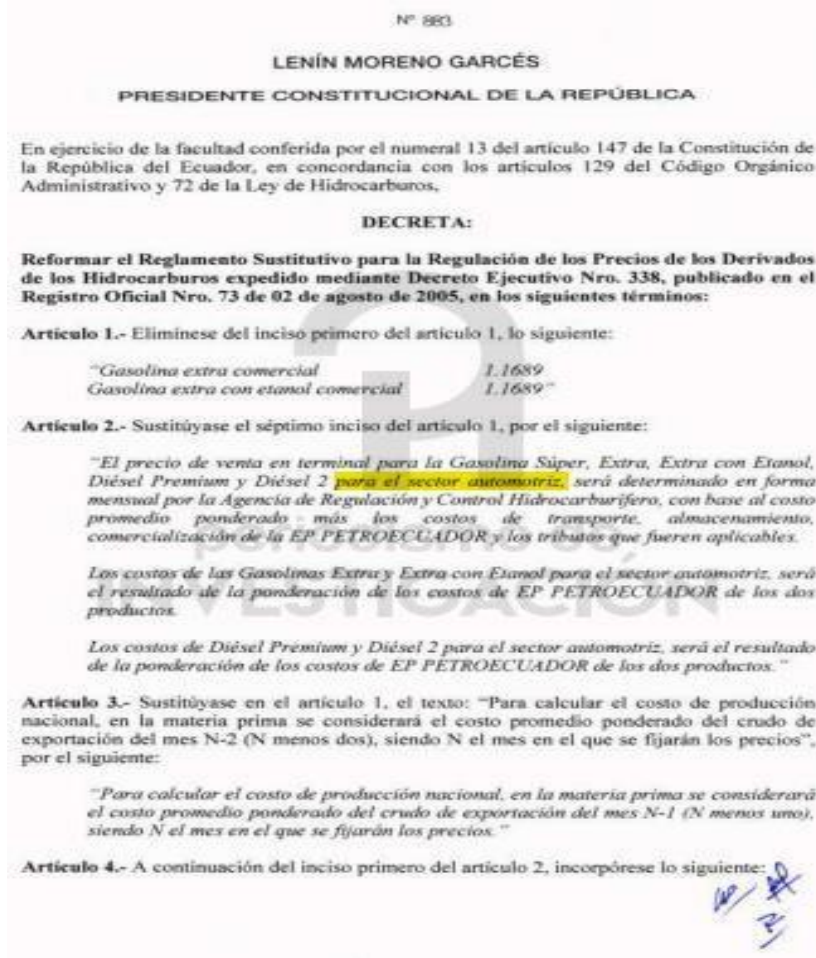 Nº 883
LENÍN MORENO GARCÉS
PRESIDENTE CONSTITUCIONAL DE LA REPÚBLICA
En ejercicio de la facultad conferida por el numeral 13 del artículo 147 de la Constitución de
la República del Ecuador, en concordancia con los artículos 129 del Código Orgánico
Administrativo y 72 de la Ley de Hidrocarburos,
DECRETA:
Reformar el Reglamento Sustitutivo para la Regulación de los Precios de los Derivados
de los Hidrocarburos expedido mediante Decreto Ejecutivo Nro. 338, publicado en el
Registro Oficial Nro. 73 de 02 de agosto de 2005, en los siguientes términos:
Artículo 1.- Elimínese del inciso primero del artículo 1, lo siguiente:
"Gasolina extra comercial 1.1689
Gasolina extra con etanol comercial 1.1689"
Artículo 2.- Sustitúyase el séptimo inciso del artículo 1, por el siguiente:
"El precio de venta en terminal para la Gasolina Súper, Extra, Extra con Etanol,
Diésel Premium y Diésel 2 para el sector automotriz, será determinado en forma
mensual por la Agencia de Regulación y Control Hidrocarburífero, con base al costo
promedio ponderado más los costos de transporte, almacenamiento,
comercialización de la EP PETROECUADOR y los tributos que fueren aplicables.
Los costos de las Gasolinas Extra y Extra con Etanol para el sector automotriz, será
el resultado de la ponderación de los costos de EP PETROECUADOR de los dos
productos.
Los costos de Diésel Premium y Diésel 2 para el sector automotriz, será el resultado
de la ponderación de los costos de EP PETROECUADOR de los dos productos."
Artículo 3.- Sustitúyase en el artículo 1, el texto: "Para calcular el costo de producción
nacional, en la materia prima se considerará el costo promedio ponderado del crudo de
exportación del mes N-2 (N menos dos), siendo N el mes en el que se fijarán los precios",
por el siguiente:
"Para calcular el costo de producción nacional, en la materia prima se considerará
el costo promedio ponderado del crudo de exportación del mes N-1 (N menos uno),
siendo N el mes en el que se fijarán los precios."
Artículo 4.- A continuación del inciso primero del artículo 2, incorpórese lo siguiente: